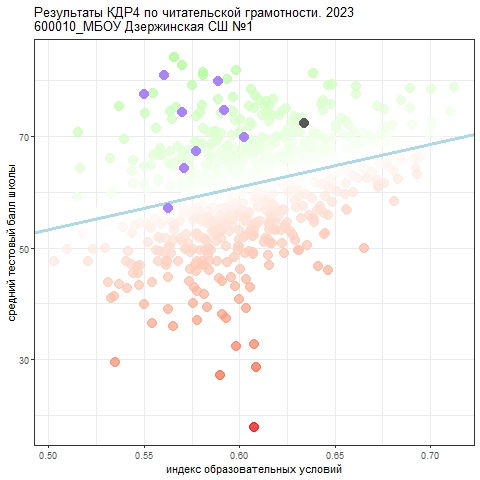 Результаты КДР4 по читательской грамотности. 2023
600010_МБОУ Дзержинская СШ №1
70
50
30
средний тестовый балл школы
0.50 0.55 0.60 0.65 0.70
индекс образовательных условий